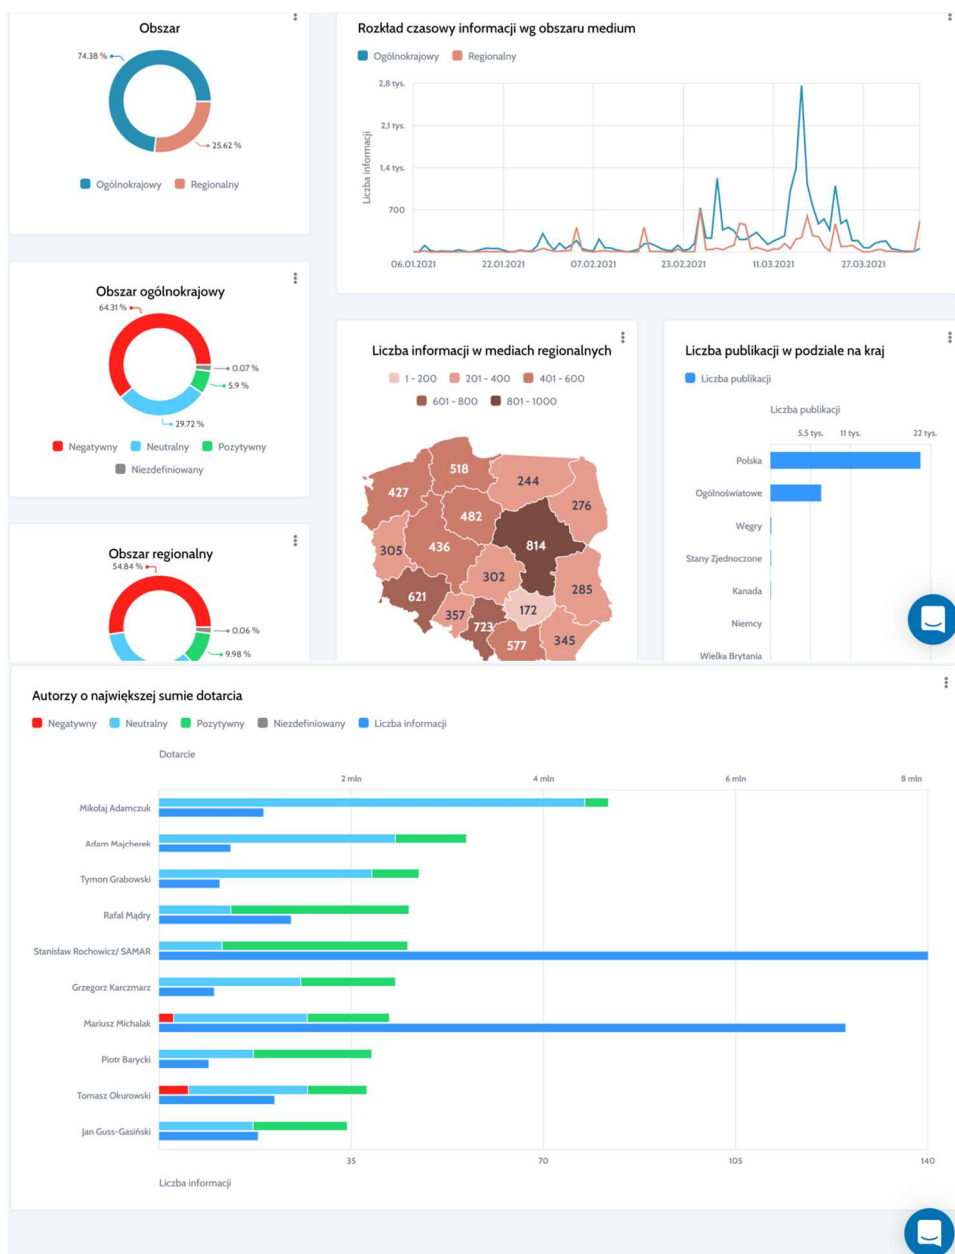 Obszar
74.38 %
25.62 %
Ogólnokrajowy Regionalny
Rozkład czasowy informacji wg obszaru medium
Ogólnokrajowy Regionalny
Liczba informacji
2,8 tys.
2,1 tys.
1,4 tys.
700
06.01.2021 22.01.2021 07.02.2021 23.02.2021 11.03.2021 27.03.2021
Obszar ogólnokrajowy
64.31 %
0.07 %
5.9 %
29.72 %
Negatywny Neutralny Pozytywny
Niezdefiniowany
Obszar regionalny
54.84 %
0.06 %
9.98 %
Liczba informacji w mediach regionalnych
1 - 200 201 - 400 401 - 600
601 - 800 801 - 1000
518
244
427
276
482
436
814
305
302
285
621
172
357
723
577
345
Liczba publikacji w podziale na kraj
Liczba publikacji
Liczba publikacji
5,5 tys. 11 tys. 22 tys.
Polska
Ogólnoświatowe
Węgry
Stany Zjednoczone
Kanada
Niemcy
Wielka Brytania
Autorzy o największej sumie dotarcia
Negatywny Neutralny Pozytywny Niezdefiniowany Liczba informacji
Dotarcie
2 mln 4 mln 6 mln 8 mln
Mikołaj Adamczuk
Adam Majcherek
Tymon Grabowski
Rafał Mądry
Stanisław Rochowicz/ SAMAR
Grzegorz Karczmarz
Mariusz Michalak
Piotr Barycki
Tomasz Okurowski
Jan Guss-Gasiński
35 70 105 140
Liczba informacji